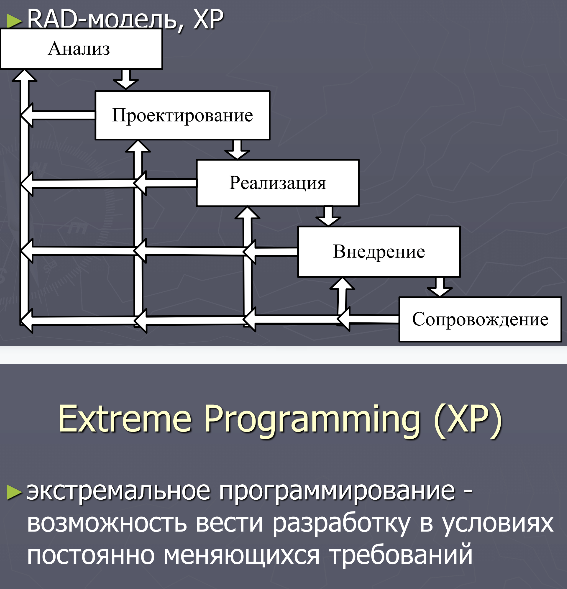 RAD-модель, XP
Анализ
Проектирование
Реализация
Внедрение
Сопровождение
Extreme Programming (XP)
экстремальное программирование -
возможность вести разработку в условиях
постоянно меняющихся требований